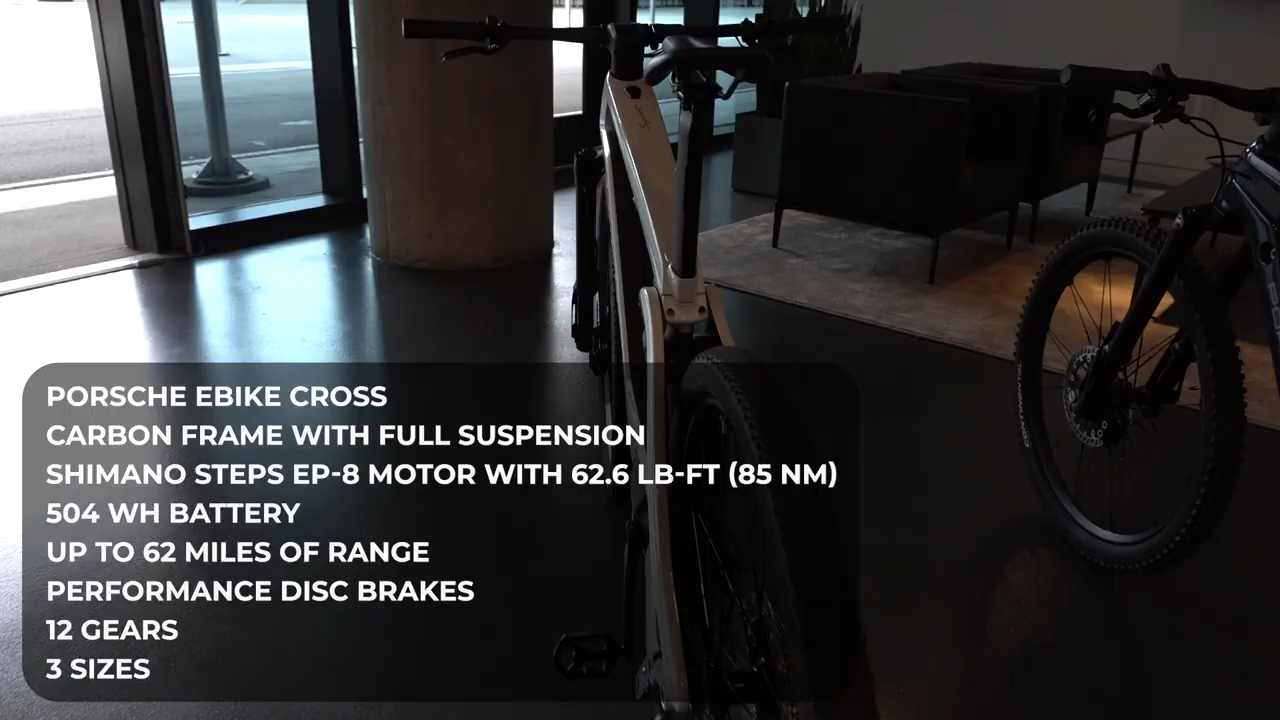 PORSCHE EBIKE CROSS
CARBON FRAME WITH FULL SUSPENSION
SHIMANO STEPS EP-8 MOTOR WITH 62.6 LB-FT (85 NM)
504 WH BATTERY
UP TO 62 MILES OF RANGE
PERFORMANCE DISC BRAKES
12 GEARS
3 SIZES